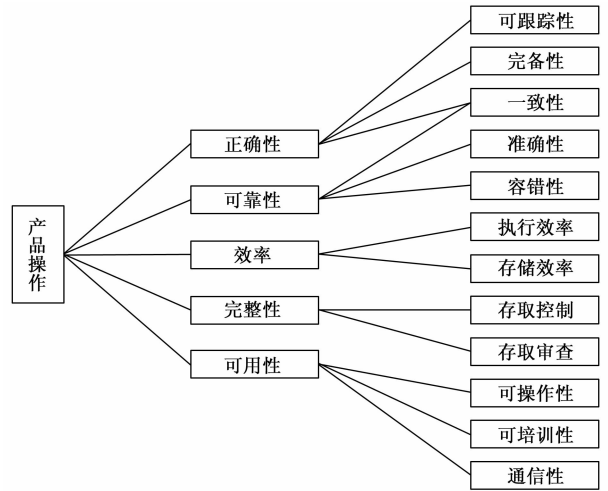 产品操作
正确性
可靠性
效率
完整性
可用性
可跟踪性
完备性
一致性
准确性
容错性
执行效率
存储效率
存取控制
存取审查
可操作性
可培训性
通信性